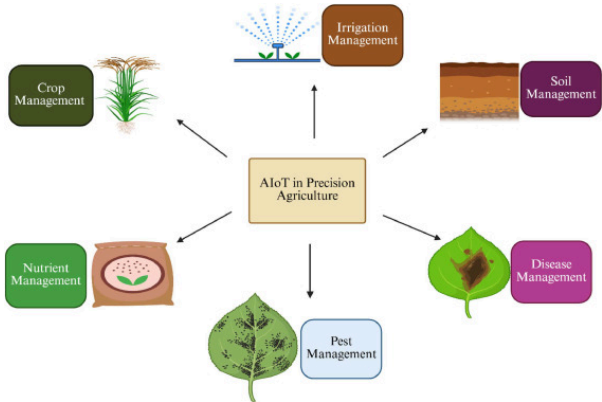 Irrigation
Management
Crop
Management
Soil
Management
AIoT in Precision
Agriculture
Nutrient
Management
Disease
Management
Pest
Management